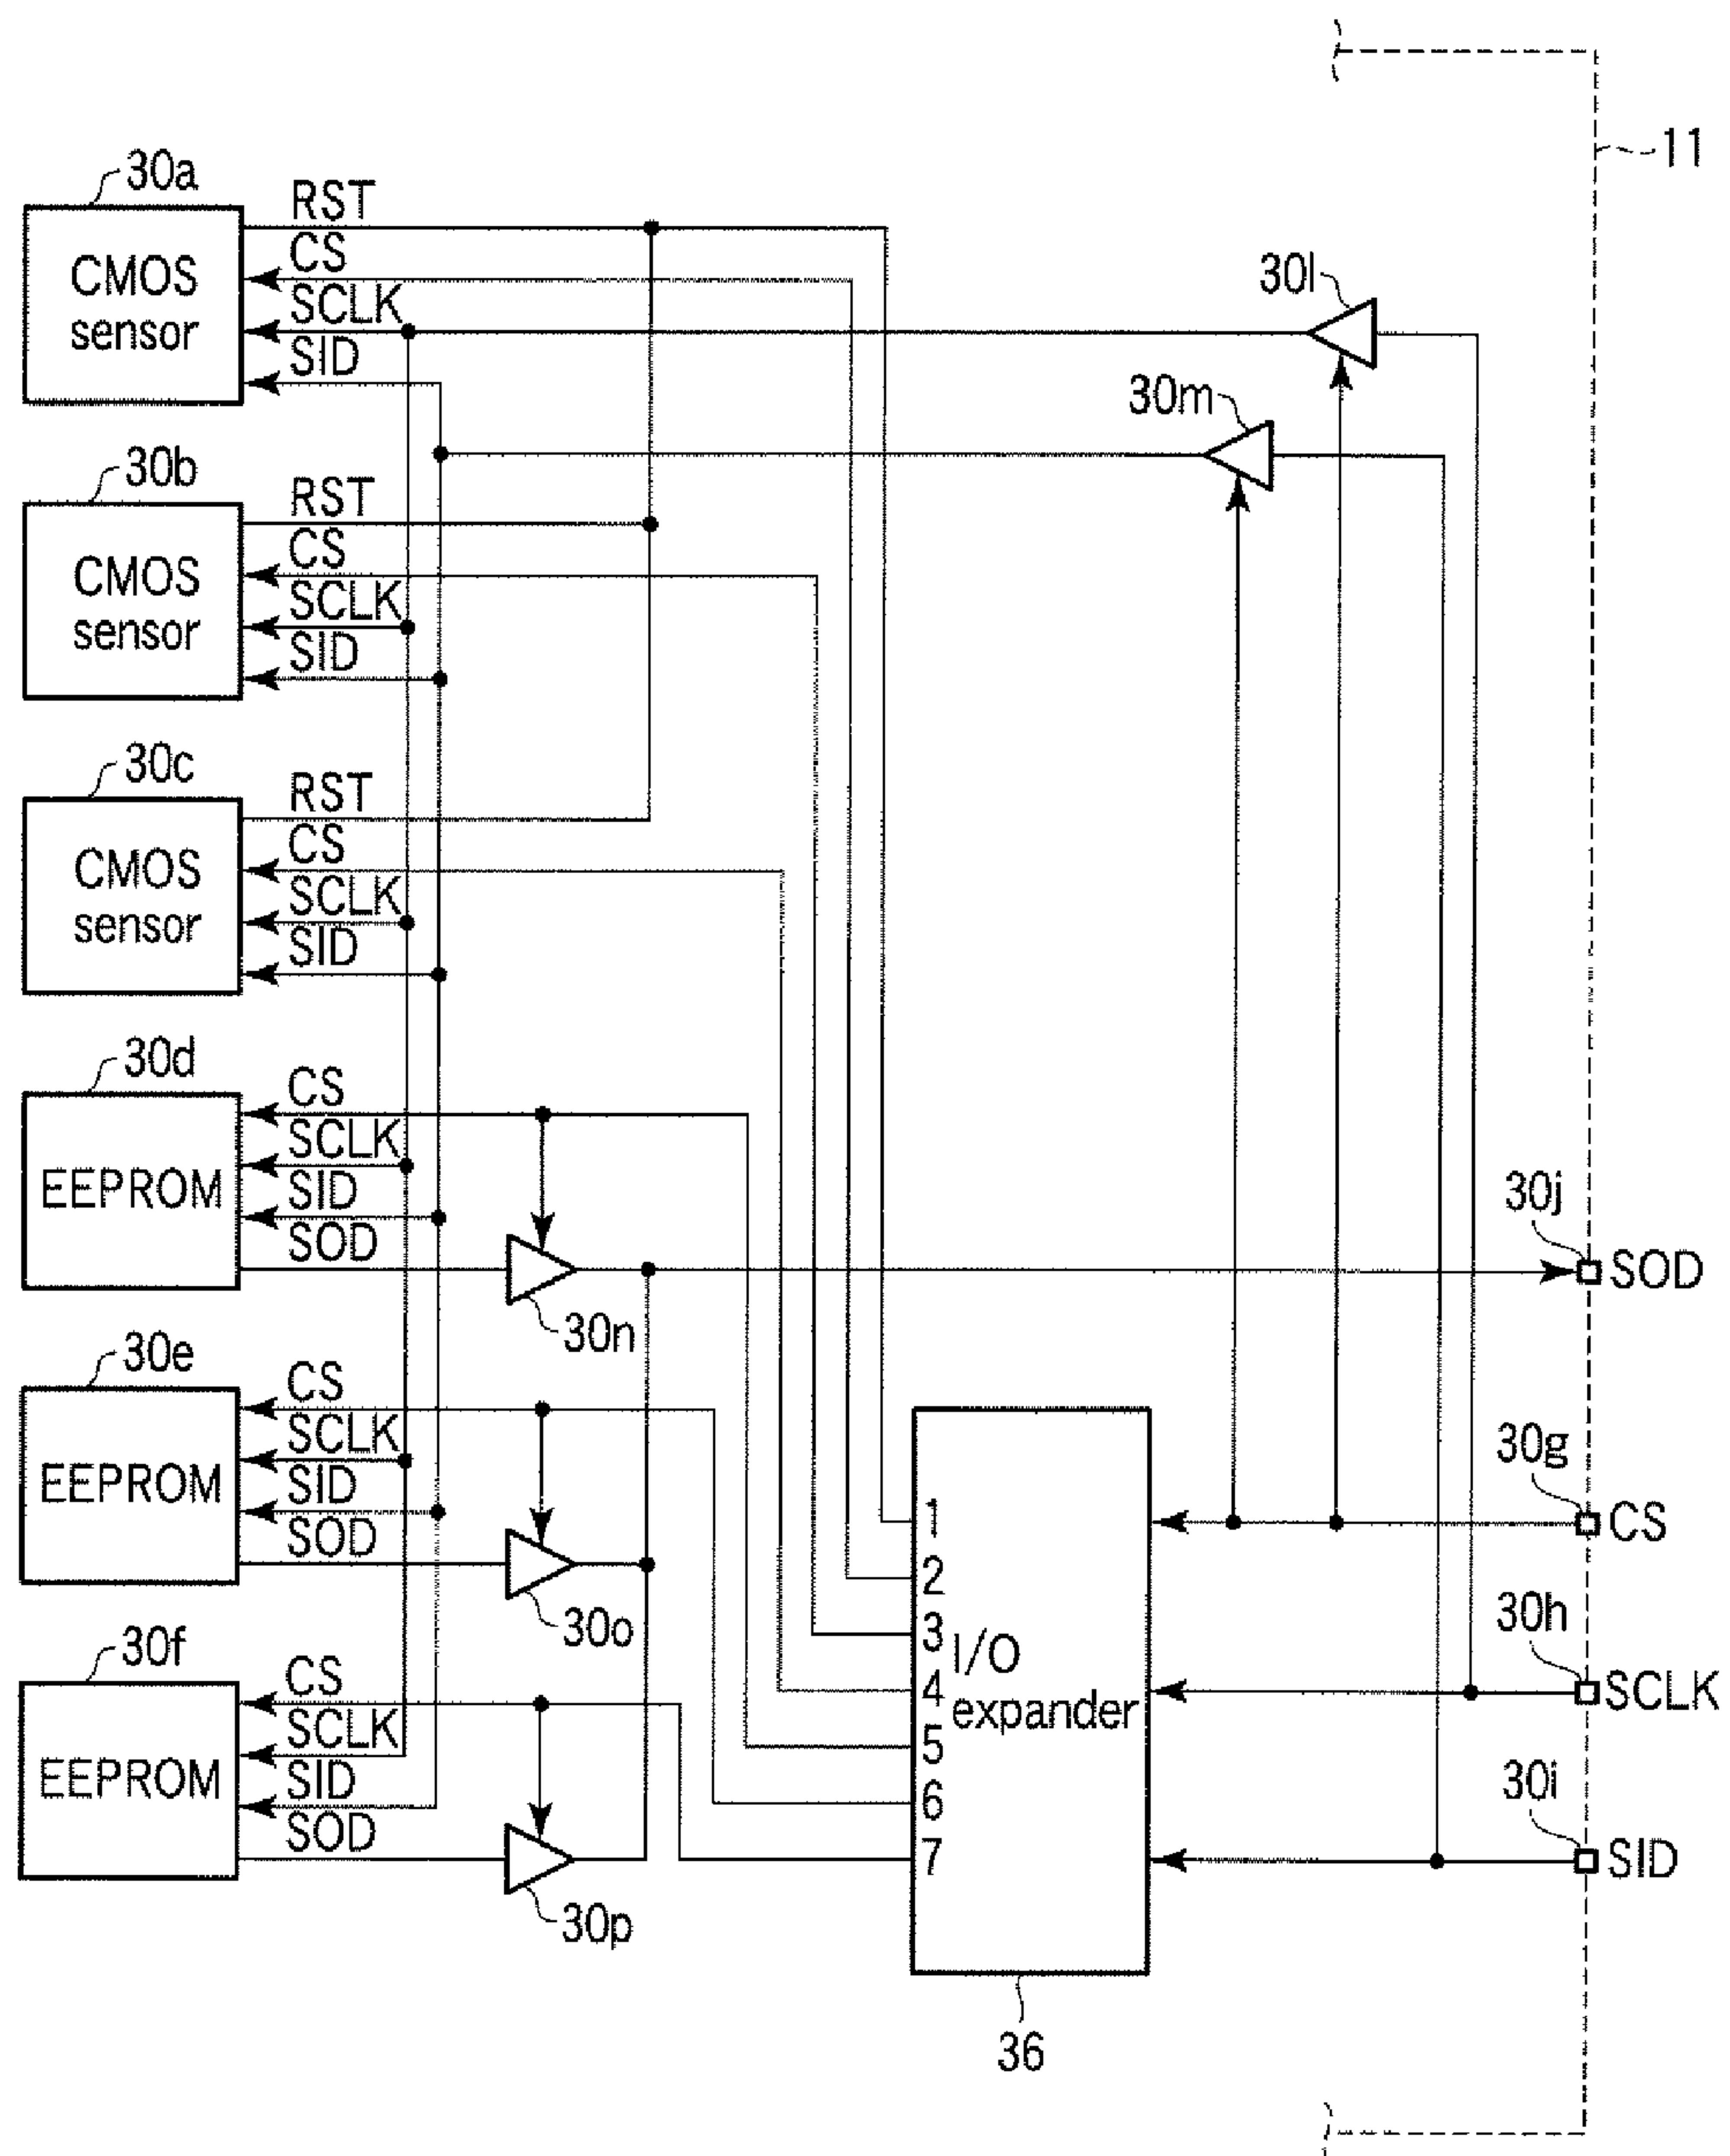 11
30a
RST
CS
SCLK
SID
CMOS
sensor
30l
30m
30b
RST
CS
SCLK
SID
CMOS
sensor
30c
RST
CS
SCLK
SID
CMOS
sensor
30d
CS
SCLK
SID
SOD
EEPROM
30n
30j
SOD
30e
CS
SCLK
SID
SOD
EEPROM
30o
30g
CS
30f
CS
SCLK
SID
SOD
EEPROM
30p
1
2
3
4
5
6
7
I/O
expander
36
30h
SCLK
30i
SID